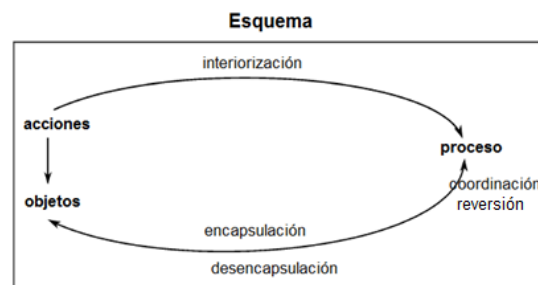 Esquema
interiorización
acciones
proceso
coordinación
reversión
objetos
encapsulación
desencapsulación